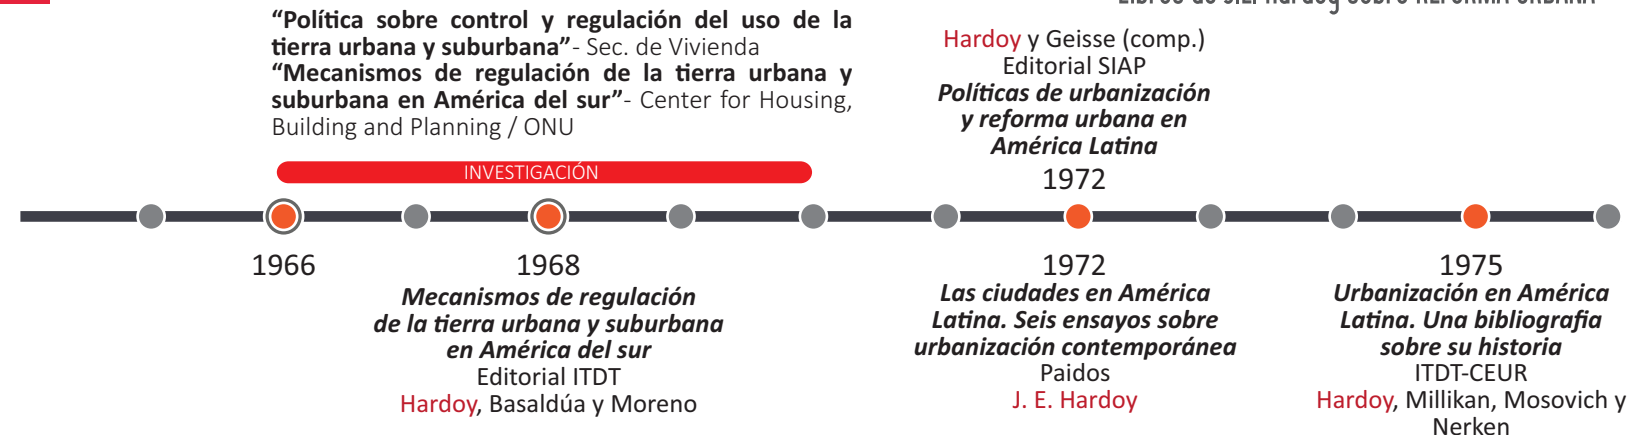 “Política sobre control y regulación del uso de la
tierra urbana y suburbana”- Sec. de Vivienda
“Mecanismos de regulación de la tierra urbana y
suburbana en América del sur”- Center for Housing,
Building and Planning / ONU
INVESTIGACIÓN
Hardoy y Geisse (comp.)
Editorial SIAP
Políticas de urbanización
y reforma urbana en
América Latina
1972
1966
1968
Mecanismos de regulación
de la tierra urbana y suburbana
en América del sur
Editorial ITDT
Hardoy, Basaldúa y Moreno
1972
Las ciudades en América
Latina. Seis ensayos sobre
urbanización contemporánea
Paidos
J. E. Hardoy
1975
Urbanización en América
Latina. Una bibliografia
sobre su historia
ITDT-CEUR
Hardoy, Millikan, Mosovich y
Nerken